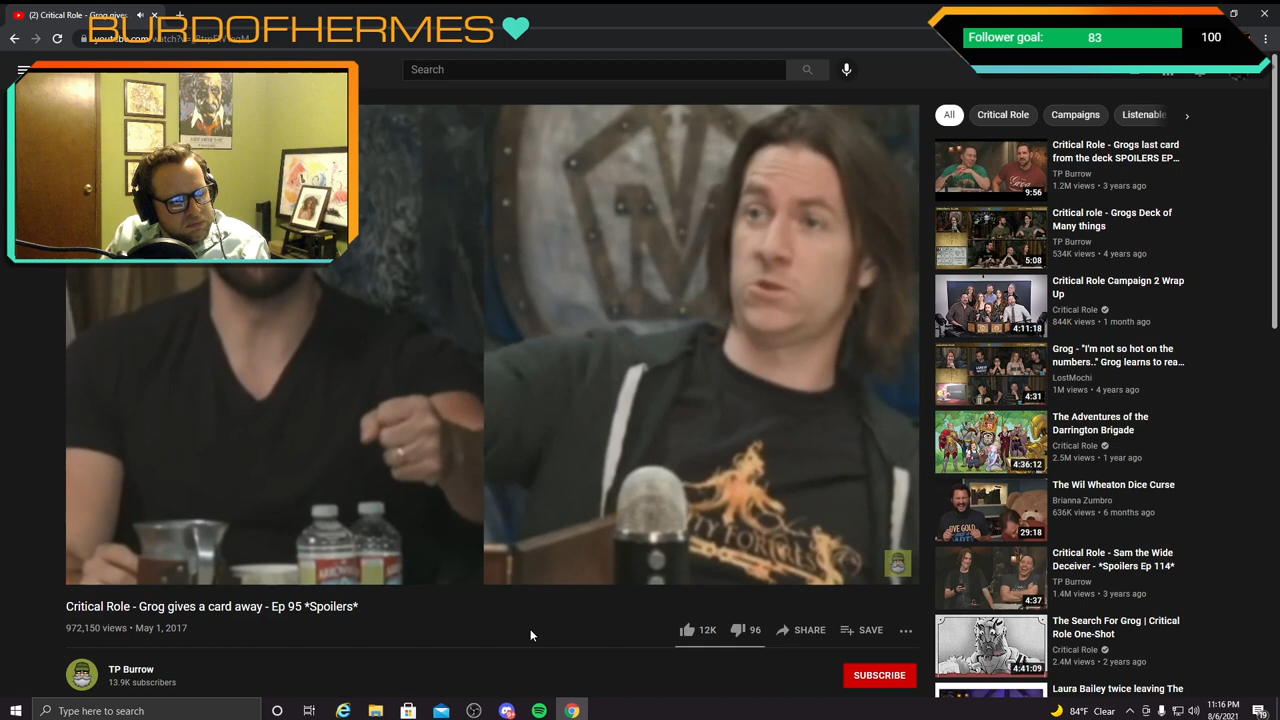 (2) Critical Role - Grog gives
BURDOFHERMES
Follower goal: 83 100
Search
All Critical Role Campaigns Listenable
Critical Role - Grogs last card
from the deck SPOILERS EP...
TP Burrow
1.2M views • 3 years ago
9:56
Critical role - Grogs Deck of
Many things
TP Burrow
534K views • 4 years ago
5:08
Critical Role Campaign 2 Wrap
Up
Critical Role
844K views • 1 month ago
4:11:18
Grog - "I'm not so hot on the
numbers.." Grog learns to rea...
LostMochi
1M views • 4 years ago
4:31
The Adventures of the
Darrington Brigade
Critical Role
2.5M views • 1 year ago
4:36:12
The Wil Wheaton Dice Curse
Brianna Zumbro
636K views • 6 months ago
29:18
Critical Role - Sam the Wide
Deceiver - *Spoilers Ep 114*
TP Burrow
1.4M views • 3 years ago
4:37
The Search For Grog | Critical
Role One-Shot
Critical Role
2.4M views • 2 years ago
4:41:09
Laura Bailey twice leaving The
Critical Role - Grog gives a card away - Ep 95 *Spoilers*
972,150 views • May 1, 2017
12K 96 SHARE SAVE
TP Burrow
13.9K subscribers
SUBSCRIBE
Type here to search
84°F Clear
11:16 PM
8/6/2021